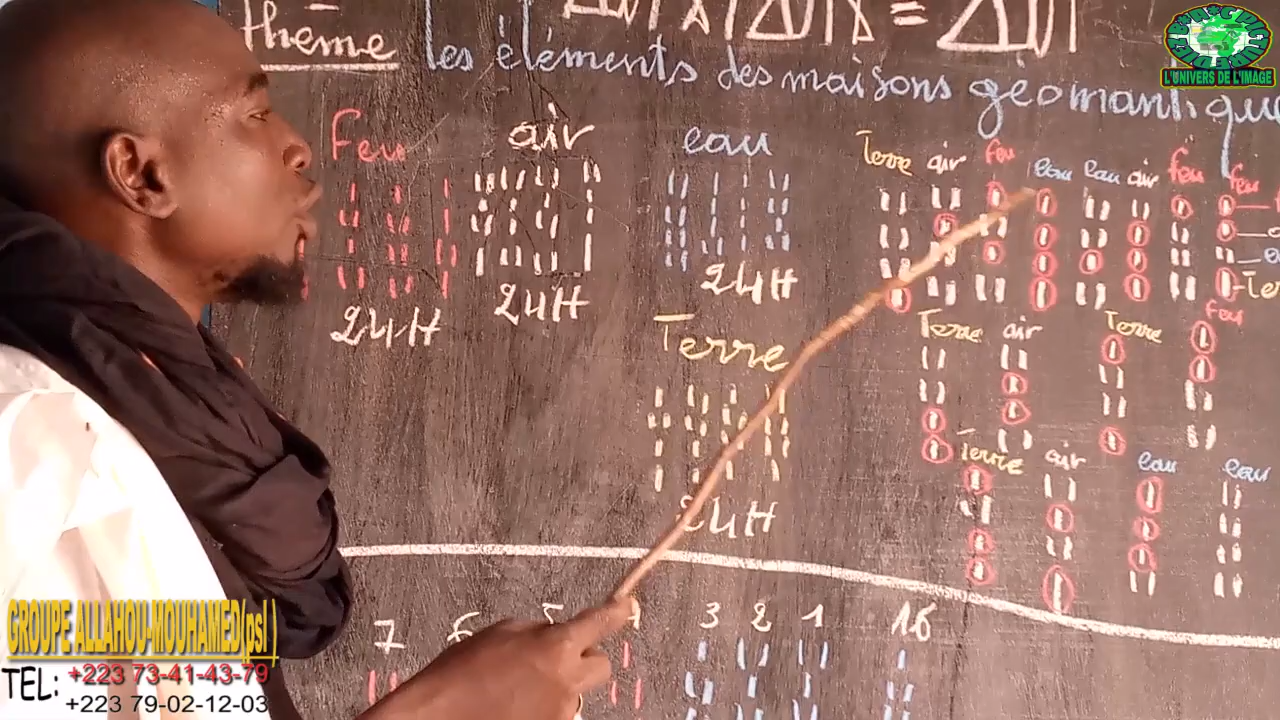 thème les éléments des maisons géomantique
L'UNIVERS DE L'IMAGE
Feu air eau
Terre air feu eau eau air feu feu
24H 24H 24H
Terre
Terre air Terre feu
24H
Terre air eau eau
7 6 5 3 2 1 16
GROUPE ALLAHOU-MOUHAMED(psl)
TEL: +223 73-41-43-79
+223 79-02-12-03